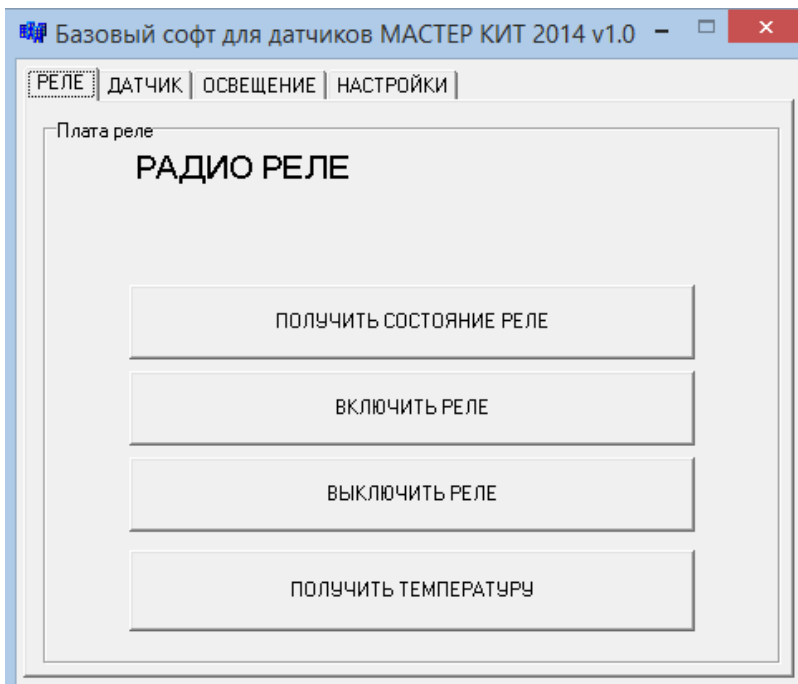 Базовый софт для датчиков МАСТЕР КИТ 2014 v1.0
РЕЛЕ ДАТЧИК ОСВЕЩЕНИЕ НАСТРОЙКИ
Плата реле
РАДИО РЕЛЕ
ПОЛУЧИТЬ СОСТОЯНИЕ РЕЛЕ
ВКЛЮЧИТЬ РЕЛЕ
ВЫКЛЮЧИТЬ РЕЛЕ
ПОЛУЧИТЬ ТЕМПЕРАТУРУ